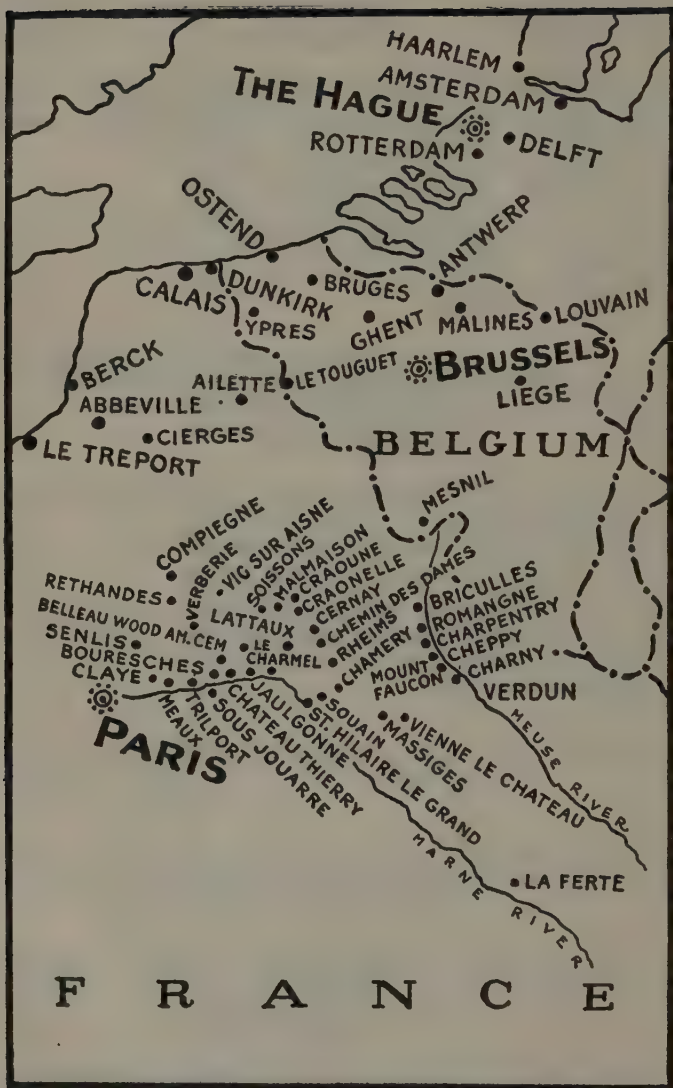 HAARLEM
AMSTERDAM
THE HAGUE
DELFT
ROTTERDAM
OSTEND
ANTWERP
BRUGES
DUNKIRK
CALAIS
YPRES
GHENT
MALINES
LOUVAIN
BERCK
AILETTE
LE TOUGUET
BRUSSELS
LIÈGE
ABBEVILLE
CIERGES
LE TREPORT
BELGIUM
MESNIL
COMPIEGNE
VERBERIE
VIG SUR AISNE
SOISSONS
MALMAISON
CRAOUNE
CRAONELLE
CERNAY
CHEMIN DES DAMES
RHEIMS
CHAMERY
RETHANDES
LATTAUX
LE CHARMEL
BELLEAU WOOD AM. CEM
SENLIS
BOURESCHES
CLAYE
BRICULLES
ROMANGNE
CHARPENTRY
CHEPPY
MOUNT FAUCON
CHARNY
VERDUN
PARIS
MEAUX
TRILPORT
SOUS JOUARRE
CHATEAU THIERRY
JAULGONNE
ST. HILAIRE LE GRAND
SOUAIN
MASSIGES
VIENNE LE CHATEAU
MEUSE RIVER
MARNE RIVER
LA FERTE
FRANCE